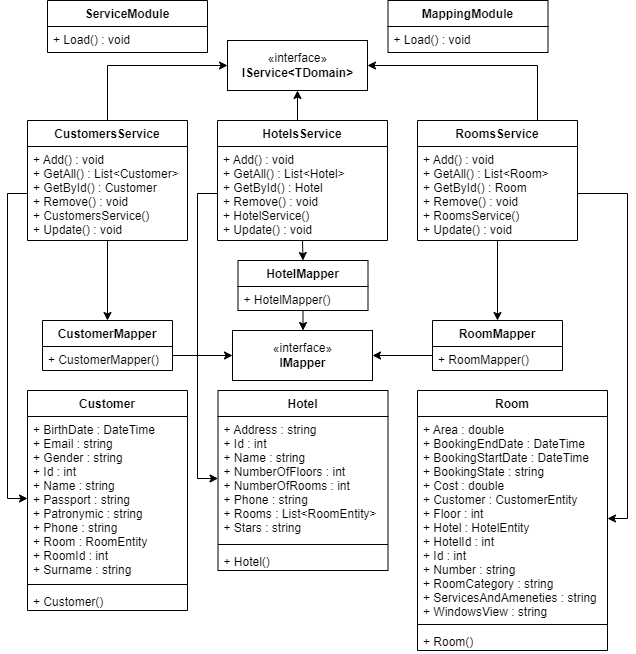 ServiceModule
+ Load() : void
MappingModule
+ Load() : void
«interface»
IService<TDomain>
CustomersService
+ Add() : void
+ GetAll() : List<Customer>
+ GetById() : Customer
+ Remove() : void
+ CustomersService()
+ Update() : void
HotelsService
+ Add() : void
+ GetAll() : List<Hotel>
+ GetById() : Hotel
+ Remove() : void
+ HotelService()
+ Update() : void
RoomsService
+ Add() : void
+ GetAll() : List<Room>
+ GetById() : Room
+ Remove() : void
+ RoomsService()
+ Update() : void
HotelMapper
+ HotelMapper()
CustomerMapper
+ CustomerMapper()
«interface»
IMapper
RoomMapper
+ RoomMapper()
Customer
+ BirthDate : DateTime
+ Email : string
+ Gender : string
+ Id : int
+ Name : string
+ Passport : string
+ Patronymic : string
+ Phone : string
+ Room : RoomEntity
+ RoomId : int
+ Surname : string
+ Customer()
Hotel
+ Address : string
+ Id : int
+ Name : string
+ NumberOfFloors : int
+ NumberOfRooms : int
+ Phone : string
+ Rooms : List<RoomEntity>
+ Stars : string
+ Hotel()
Room
+ Area : double
+ BookingEndDate : DateTime
+ BookingStartDate : DateTime
+ BookingState : string
+ Cost : double
+ Customer : CustomerEntity
+ Floor : int
+ Hotel : HotelEntity
+ HotelId : int
+ Id : int
+ Number : string
+ RoomCategory : string
+ ServicesAndAmeneties : string
+ WindowsView : string
+ Room()